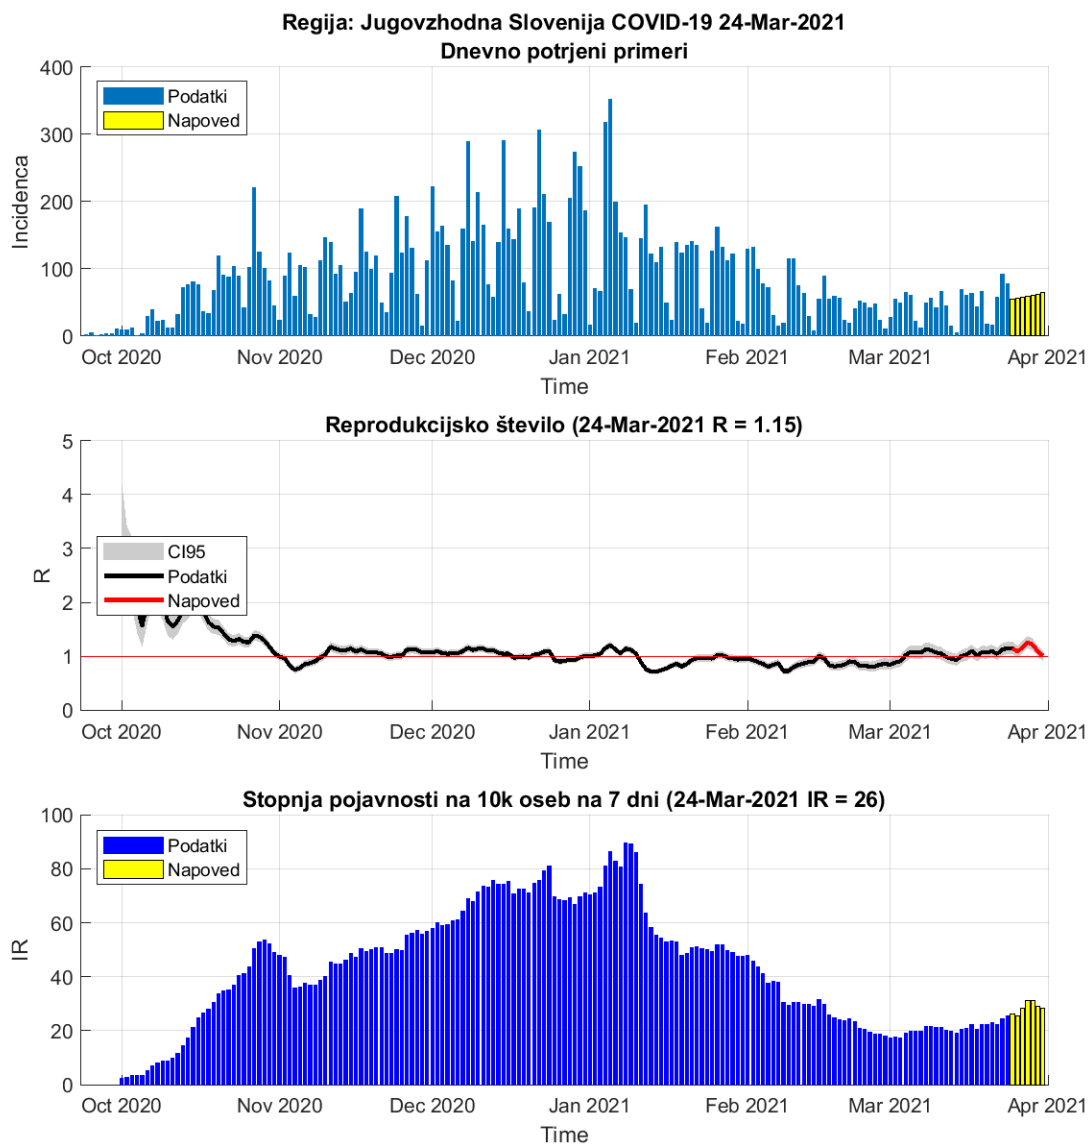 Regija: Jugovzhodna Slovenija COVID-19 24-Mar-2021
Dnevno potrjeni primeri
400
300
200
100
0
Incidenca
Podatki
Napoved
Oct 2020 Nov 2020 Dec 2020 Jan 2021 Feb 2021 Mar 2021 Apr 2021
Time
Reprodukcijsko število (24-Mar-2021 R = 1.15)
5
4
3
2
1
0
R
CI95
Podatki
Napoved
Oct 2020 Nov 2020 Dec 2020 Jan 2021 Feb 2021 Mar 2021 Apr 2021
Time
Stopnja pojavnosti na 10k oseb na 7 dni (24-Mar-2021 IR = 26)
100
80
60
40
20
0
IR
Podatki
Napoved
Oct 2020 Nov 2020 Dec 2020 Jan 2021 Feb 2021 Mar 2021 Apr 2021
Time